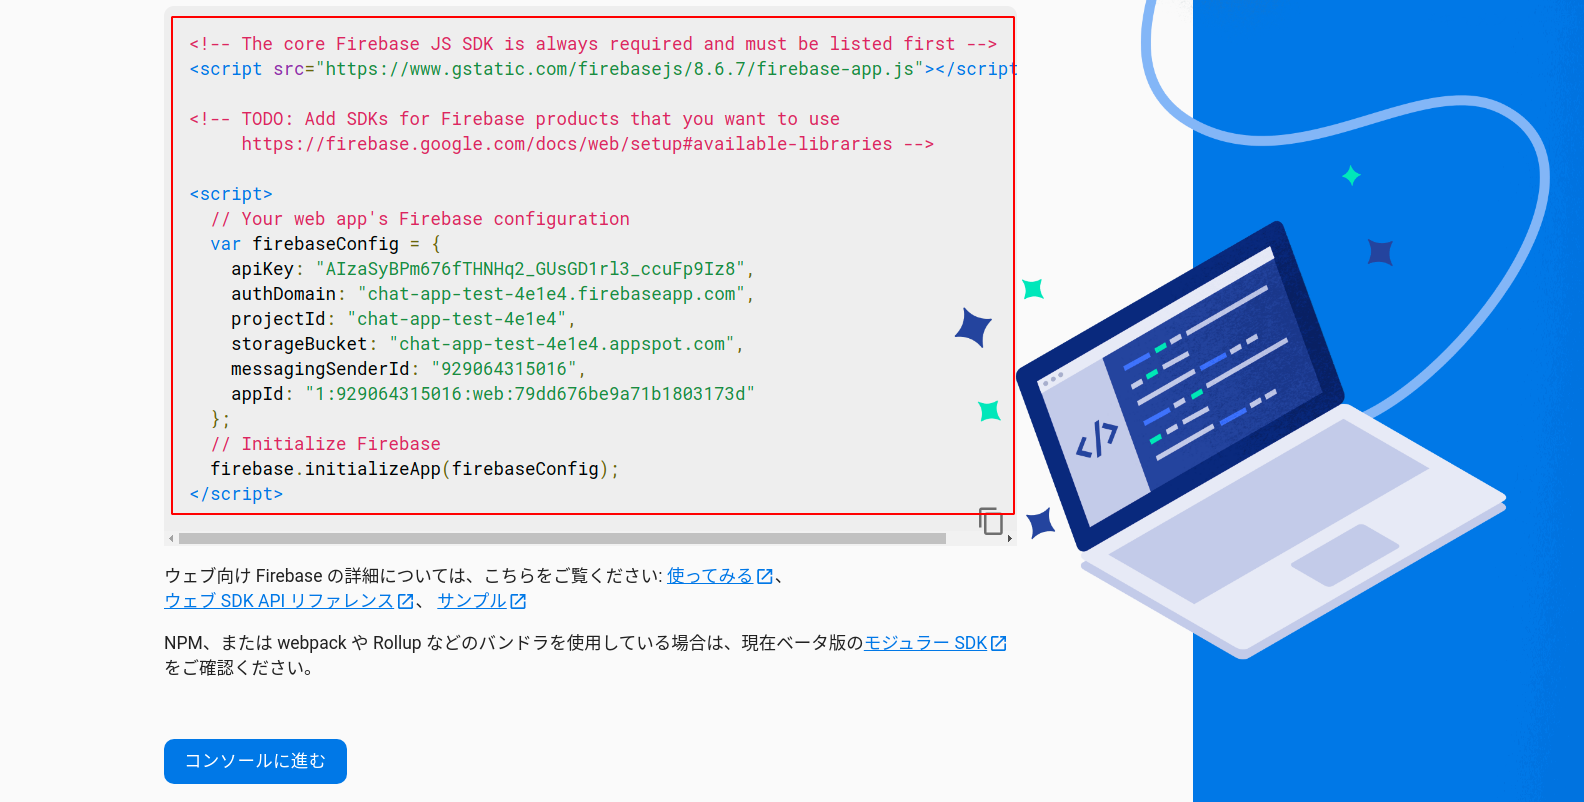 <!-- The core Firebase JS SDK is always required and must be listed first -->
<script src="https://www.gstatic.com/firebasejs/8.6.7/firebase-app.js"></script
<!-- TODO: Add SDKs for Firebase products that you want to use
https://firebase.google.com/docs/web/setup#available-libraries -->
<script>
// Your web app's Firebase configuration
var firebaseConfig = {
apiKey: "AIzaSyBPm676fTHNHq2_GUsGD1rl3_ccuFp9Iz8",
authDomain: "chat-app-test-4e1e4.firebaseapp.com",
projectId: "chat-app-test-4e1e4",
storageBucket: "chat-app-test-4e1e4.appspot.com",
messagingSenderId: "929064315016",
appId: "1:929064315016:web:79dd676be9a71b1803173d"
};
// Initialize Firebase
firebase.initializeApp(firebaseConfig);
</script>
ウェブ向け Firebase の詳細については、こちらをご覧ください: 使ってみる、
ウェブ SDK API リファレンス、 サンプル
NPM、または webpack や Rollup などのバンドラを使用している場合は、現在ベータ版のモジュラー SDK
をご確認ください。
コンソールに進む
</>